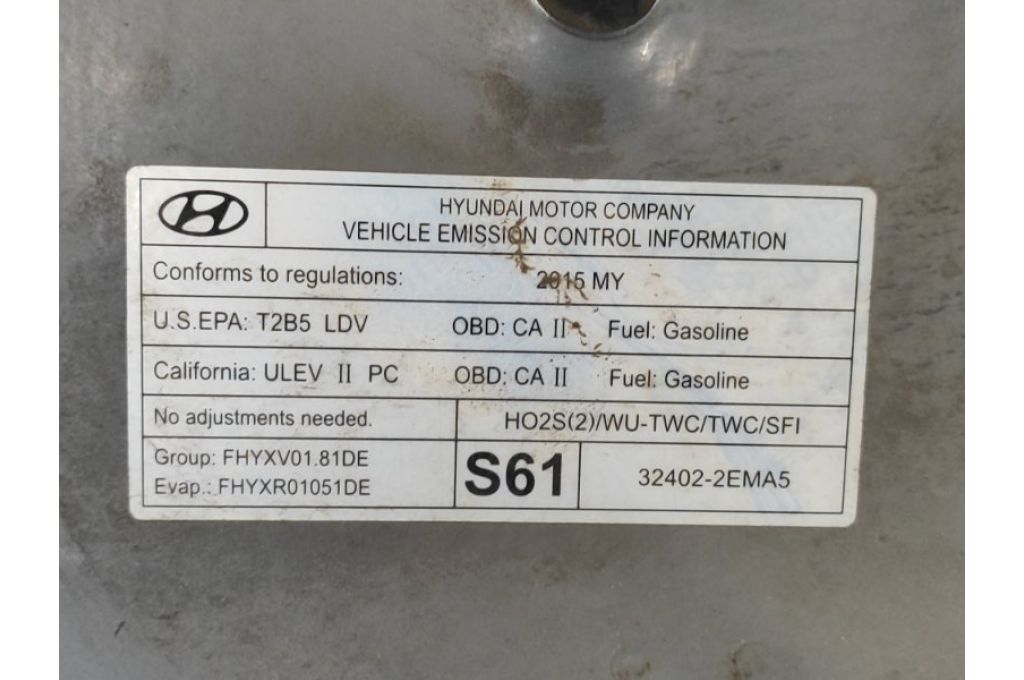 HYUNDAI MOTOR COMPANY
VEHICLE EMISSION CONTROL INFORMATION
Conforms to regulations: 2015 MY
U.S.EPA: T2B5 LDV OBD: CA II Fuel: Gasoline
California: ULEV II PC OBD: CA II Fuel: Gasoline
No adjustments needed. HO2S(2)/WU-TWC/TWC/SFI
Group: FHYXV01.81DE
Evap.: FHYXR01051DE
S61
32402-2EMA5